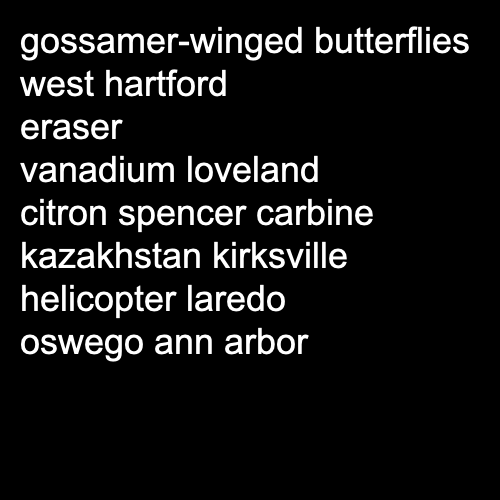 gossamer-winged butterflies
west hartford
eraser
vanadium loveland
citron spencer carbine
kazakhstan kirksville
helicopter laredo
oswego ann arbor